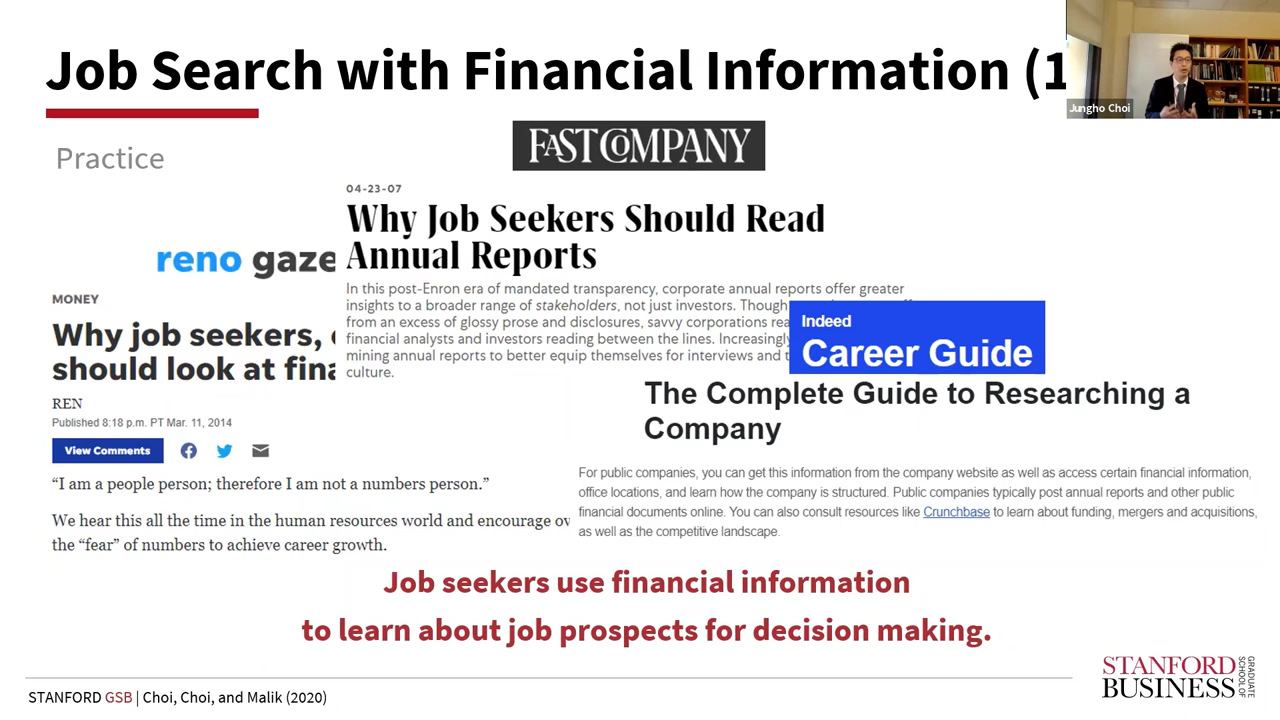 Job Search with Financial Information (1
Jungho Choi
Practice
FAST COMPANY
04-23-07
Why Job Seekers Should Read
Annual Reports
In this post-Enron era of mandated transparency, corporate annual reports offer greater
insights to a broader range of stakeholders, not just investors. Though
from an excess of glossy prose and disclosures, savvy corporations rea
financial analysts and investors reading between the lines. Increasingly
mining annual reports to better equip themselves for interviews and t
culture.
reno gaze
MONEY
Why job seekers,
should look at fina
REN
Published 8:18 p.m. PT Mar. 11, 2014
View Comments
“I am a people person; therefore I am not a numbers person.”
We hear this all the time in the human resources world and encourage ov
the “fear” of numbers to achieve career growth.
Indeed
Career Guide
The Complete Guide to Researching a
Company
For public companies, you can get this information from the company website as well as access certain financial information,
office locations, and learn how the company is structured. Public companies typically post annual reports and other public
financial documents online. You can also consult resources like Crunchbase to learn about funding, mergers and acquisitions,
as well as the competitive landscape.
Job seekers use financial information
to learn about job prospects for decision making.
STANFORD GSB | Choi, Choi, and Malik (2020)
STANFORD
BUSINESS
GRADUATE
SCHOOL OF